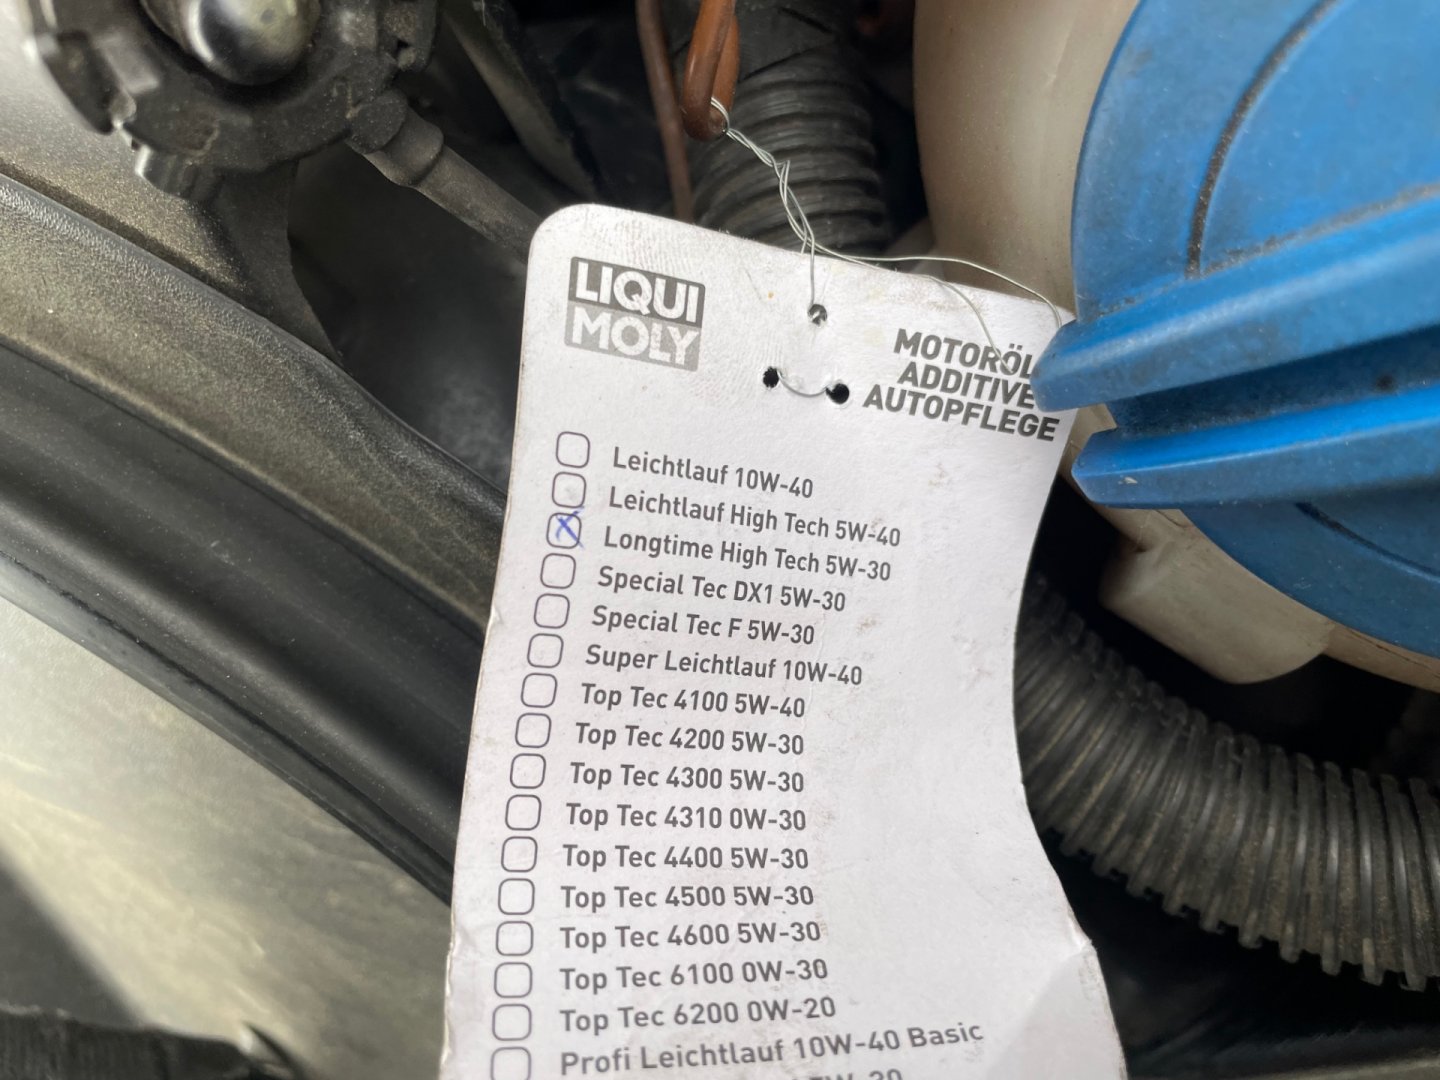 LIQUI
MOLY
MOTORÖL
ADDITIVE
AUTOPFLEGE
Leichtlauf 10W-40
Leichtlauf High Tech 5W-40
Longtime High Tech 5W-30
Special Tec DX1 5W-30
Special Tec F 5W-30
Super Leichtlauf 10W-40
Top Tec 4100 5W-40
Top Tec 4200 5W-30
Top Tec 4300 5W-30
Top Tec 4310 0W-30
Top Tec 4400 5W-30
Top Tec 4500 5W-30
Top Tec 4600 5W-30
Top Tec 6100 0W-30
Top Tec 6200 0W-20
Profi Leichtlauf 10W-40 Basic